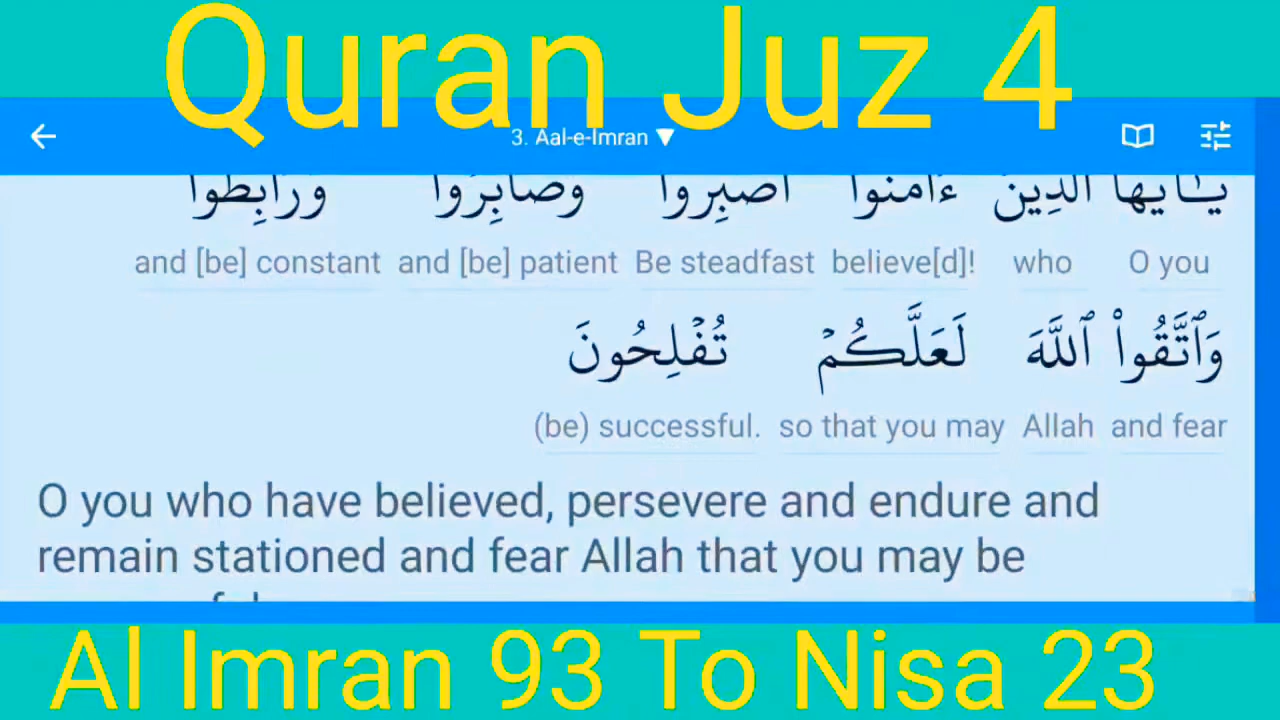 Quran Juz 4
3. Aal-e-Imran ▼
يَـٰٓأَيُّهَا ٱلَّذِينَ ءَامَنُوا ٱصۡبِرُوا وَصَابِرُوا وَرَابِطُوا
and [be] constant and [be] patient Be steadfast believe[d]! who O you
وَٱتَّقُواْ ٱللَّهَ لَعَلَّكُمۡ تُفۡلِحُونَ
(be) successful. so that you may Allah and fear
O you who have believed, persevere and endure and
remain stationed and fear Allah that you may be
Al Imran 93 To Nisa 23